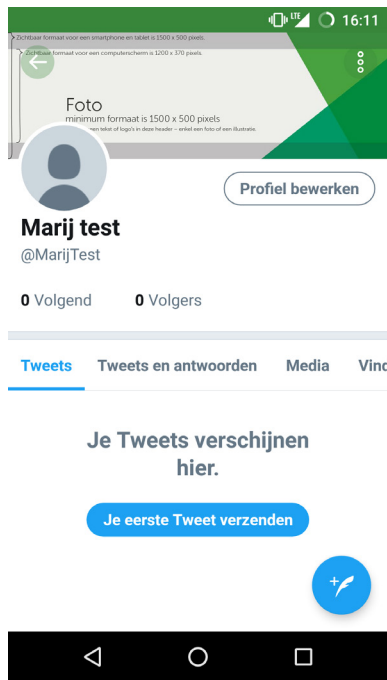 LTE 16:11
Zichtbaar formaat voor een smartphone en tablet is 1500 x 500 pixels.
Zichtbaar formaat voor een computerscherm is 1200 x 370 pixels.
Foto
minimum formaat is 1500 x 500 pixels
een tekst of logo's in deze header – enkel een foto of een illustratie.
Profiel bewerken
Marij test
@MarijTest
0 Volgend 0 Volgers
Tweets Tweets en antwoorden Media Vind
Je Tweets verschijnen
hier.
Je eerste Tweet verzenden